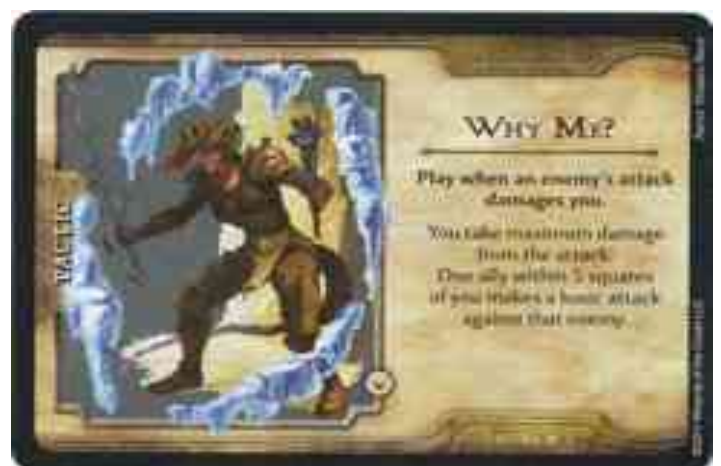 WHY ME?
Play when an enemy's attack
damages you.
You take maximum damage
from the attack.
One ally within 5 squares
of you makes a basic attack
against that enemy.
TACTIC